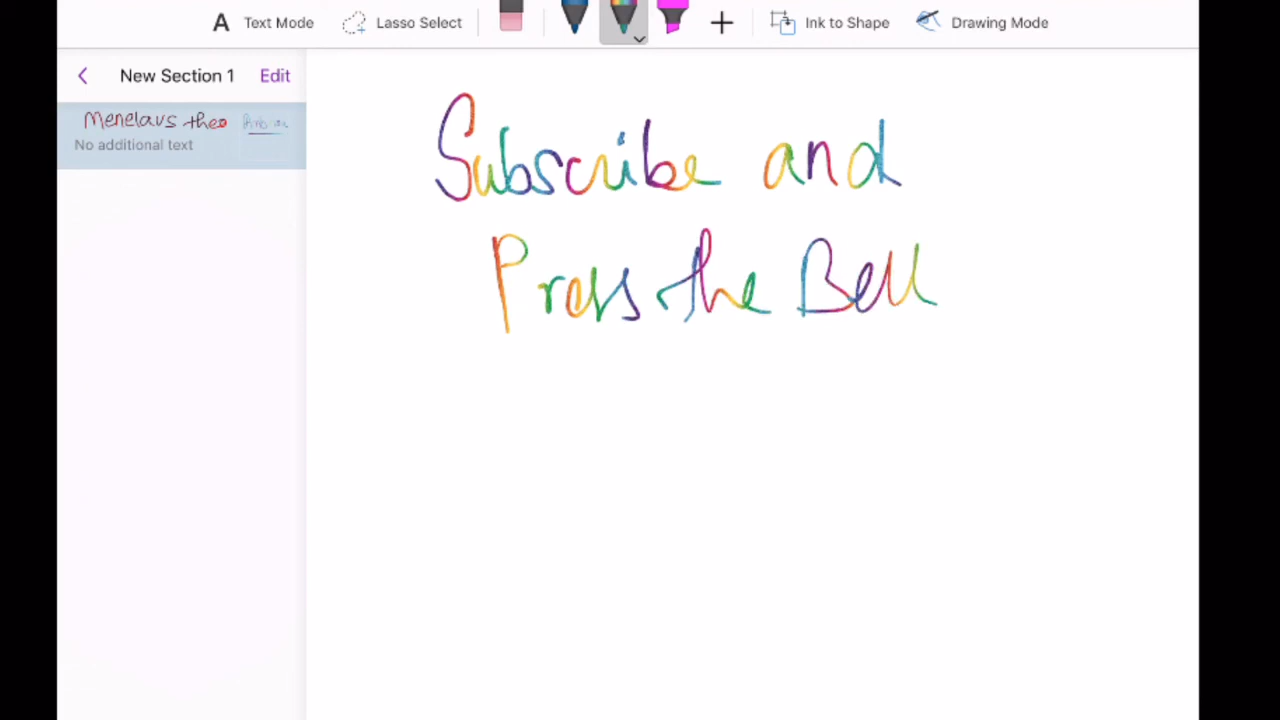 A Text Mode Lasso Select Ink to Shape Drawing Mode
New Section 1 Edit
Menelaus theo
No additional text
Subscribe and
Press the Bell